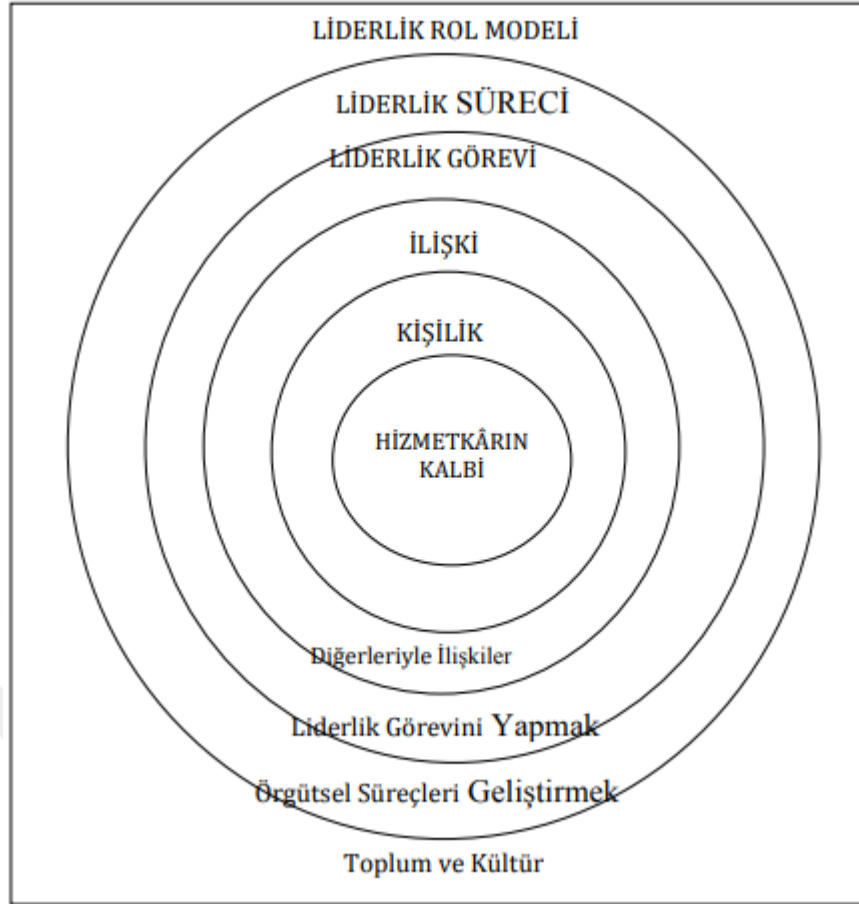 LİDERLİK ROL MODELİ
LİDERLİK SÜRECİ
LİDERLİK GÖREVİ
İLİŞKİ
KİŞİLİK
HİZMETKÂRIN
KALBİ
Diğerleriyle İlişkiler
Liderlik Görevini Yapmak
Örgütsel Süreçleri Geliştirmek
Toplum ve Kültür